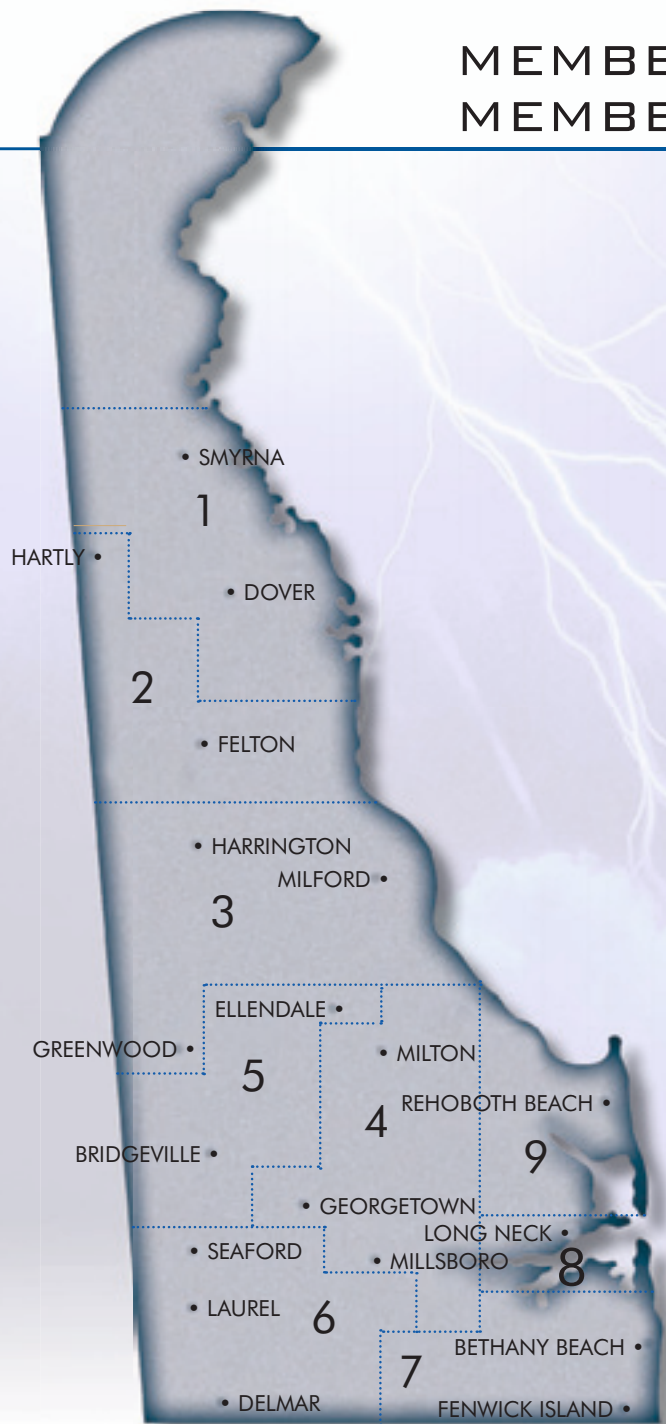 MEMBE
MEMBE
SMYRNA
1
HARTLY
DOVER
2
FELTON
HARRINGTON
MILFORD
3
ELLENDALE
GREENWOOD
MILTON
5
REHOBOTH BEACH
4
BRIDGEVILLE
9
GEORGETOWN
LONG NECK
SEAFORD
MILLSBORO
8
LAUREL
6
BETHANY BEACH
7
DELMAR
FENWICK ISLAND